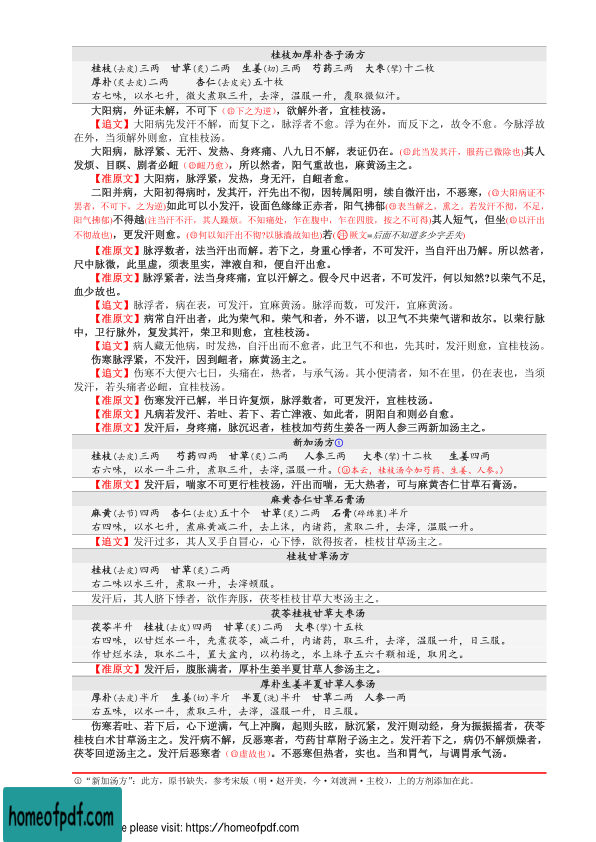 桂枝加厚朴杏子汤方
桂枝(去皮)三两 甘草(炙)二两 生姜(切)三两 芍药三两 大枣(擘)十二枚
厚朴(炙去皮)二两 杏仁(去皮尖)五十枚
右七味，以水七升，微火煮取三升，去滓，温服一升，覆取微似汗。
大阳病，外证未解，不可下（㊟下之为逆），欲解外者，宜桂枝汤。
【追文】大阳病先发汗不解，而复下之，脉浮者不愈。浮为在外，而反下之，故令不愈。今脉浮故
在外，当须解外则愈，宜桂枝汤。
大阳病，脉浮紧、无汗、发热、身疼痛、八九日不解，表证仍在。(㊟此当发其汗，服药已微除也)其人
发烦、目瞑、剧者必衄（㊟衄乃愈），所以然者，阳气重故也，麻黄汤主之。
【准原文】大阳病，脉浮紧，发热，身无汗，自衄者愈。
二阳并病，大阳初得病时，发其汗，汗先出不彻，因转属阳明，续自微汗出，不恶寒，(㊟大阳病证不
罢者，不可下，之为逆)如此可以小发汗，设面色缘缘正赤者，阳气拂郁(㊟表当解之，熏之。若发汗不彻，不足，
阳气拂郁)不得越(注当汗不汗，其人躁烦。不知痛处，乍在腹中，乍在四肢，按之不可得)其人短气，但坐(㊟以汗出
不彻故也)，更发汗则愈。(㊟何以知汗出不彻?以脉濇故知也)若(㊟厥文=后面不知道多少字丢失)
【准原文】脉浮数者，法当汗出而解。若下之，身重心悸者，不可发汗，当自汗出乃解。所以然者，
尺中脉微，此里虚，须表里实，津液自和，便自汗出愈。
【准原文】脉浮紧者，法当身疼痛，宜以汗解之。假令尺中迟者，不可发汗，何以知然?以荣气不足，
血少故也。
【追文】脉浮者，病在表，可发汗，宜麻黄汤。脉浮而数，可发汗，宜麻黄汤。
【准原文】病常自汗出者，此为荣气和。荣气和者，外不谐，以卫气不共荣气谐和故尔。以荣行脉
中，卫行脉外，复发其汗，荣卫和则愈，宜桂枝汤。
【追文】病人藏无他病，时发热，自汗出而不愈者，此卫气不和也，先其时，发汗则愈，宜桂枝汤。
伤寒脉浮紧，不发汗，因到衄者，麻黄汤主之。
【追文】伤寒不大便六七日，头痛在，热者，与承气汤。其小便清者，知不在里，仍在表也，当须
发汗，若头痛者必衄，宜桂枝汤。
【准原文】伤寒发汗已解，半日许复烦，脉浮数者，可更发汗，宜桂枝汤。
【准原文】凡病若发汗、若吐、若下、若亡津液、如此者，阴阳自和则必自愈。
【准原文】发汗后，身疼痛，脉沉迟者，桂枝加芍药生姜各一两人参三两新加汤主之。
新加汤方①
桂枝(去皮)三两 芍药四两 甘草(炙)二两 人参三两 大枣(擘)十二枚 生姜四两
右六味，以水一斗二升，煮取三升，去滓,温服一升。（㊟本云，桂枝汤今加芍药、生姜、人参。）
【准原文】发汗后，喘家不可更行桂枝汤，汗出而喘，无大热者，可与麻黄杏仁甘草石膏汤。
麻黄杏仁甘草石膏汤
麻黄(去节)四两 杏仁(去皮)五十个 甘草(炙)二两 石膏(碎绵裹)半斤
右四味，以水七升，煮麻黄减二升，去上沫，内诸药，煮取二升，去滓，温服一升。
【追文】发汗过多，其人叉手自冒心，心下悸，欲得按者，桂枝甘草汤主之。
桂枝甘草汤方
桂枝(去皮)四两 甘草(炙)二两
右二味以水三升，煮取一升，去滓顿服。
发汗后，其人脐下悸者，欲作奔豚，茯苓桂枝甘草大枣汤主之。
茯苓桂枝甘草大枣汤
茯苓半升 桂枝(去皮)四两 甘草(炙)二两 大枣(擘)十五枚
右四味，以甘烂水一斗，先煮茯苓，减二升，内诸药，取三升，去滓，温服一升，日三服。
作甘烂水法，取水二斗，置大盆内，以杓扬之，水上珠子五六千颗相逐，取用之。
【准原文】发汗后，腹胀满者，厚朴生姜半夏甘草人参汤主之。
厚朴生姜半夏甘草人参汤
厚朴(去皮)半斤 生姜(切)半斤 半夏(洗)半升 甘草二两 人参一两
右五味，以水一斗，煮取三升，去滓，温服一升，日三服。
伤寒若吐、若下后，心下逆满，气上冲胸，起则头眩，脉沉紧，发汗则动经，身为振振摇者，茯苓
桂枝白术甘草汤主之。发汗病不解，反恶寒者，芍药甘草附子汤主之。发汗若下之，病仍不解烦燥者，
茯苓回逆汤主之。发汗后恶寒者（㊟虚故也）。不恶寒但热者，实也。当和胃气，与调胃承气汤。
①“新加汤方”：此方，原书缺失，参考宋版（明·赵开美，今·刘渡洲·主校），上的方剂添加在此。
homeofpdf.com
e please visit: https://homeofpdf.com